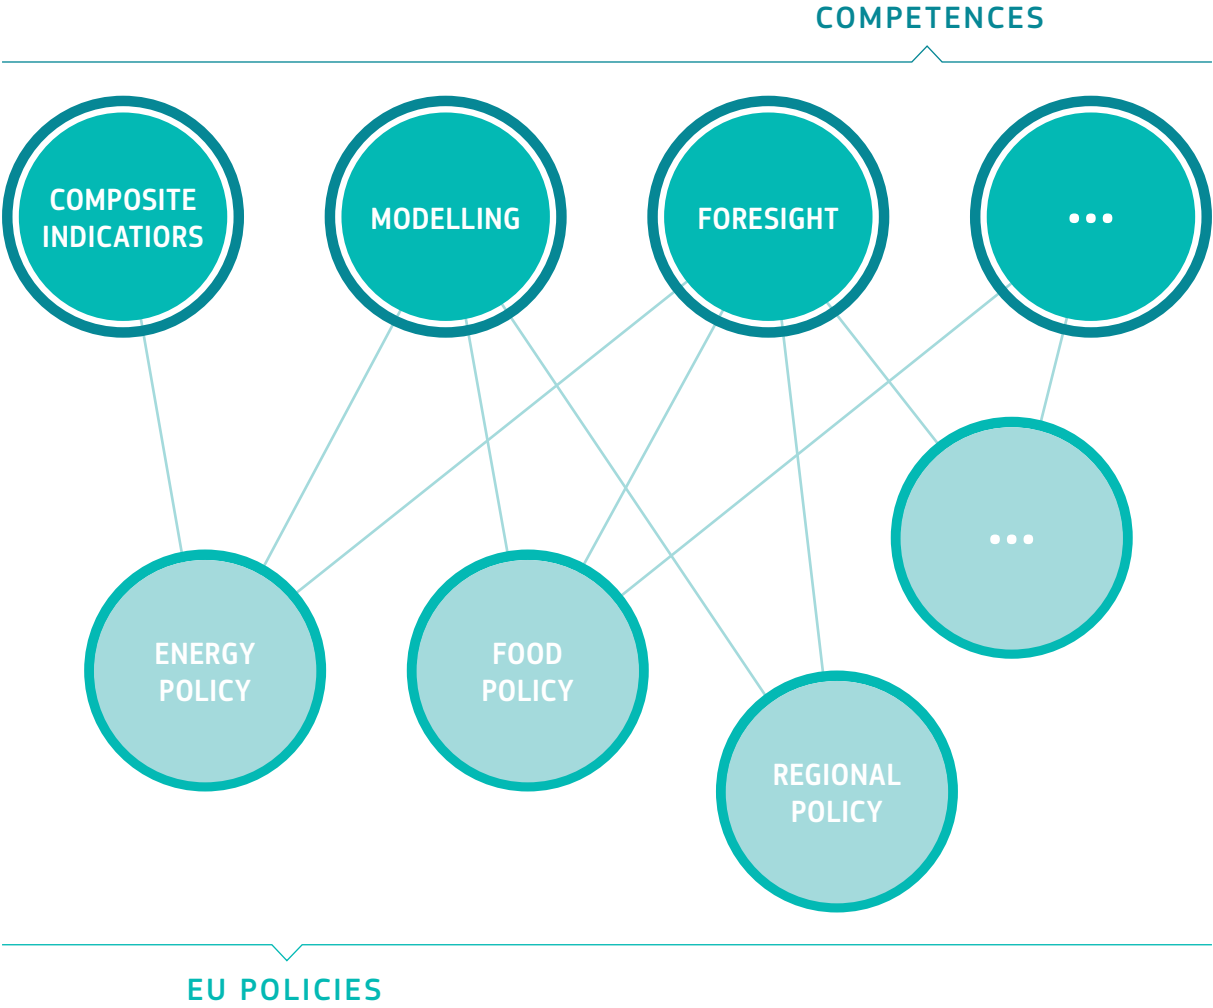 COMPETENCES
COMPOSITE
INDICATIORS
MODELLING
FORESIGHT
...
...
ENERGY
POLICY
FOOD
POLICY
REGIONAL
POLICY
EU POLICIES